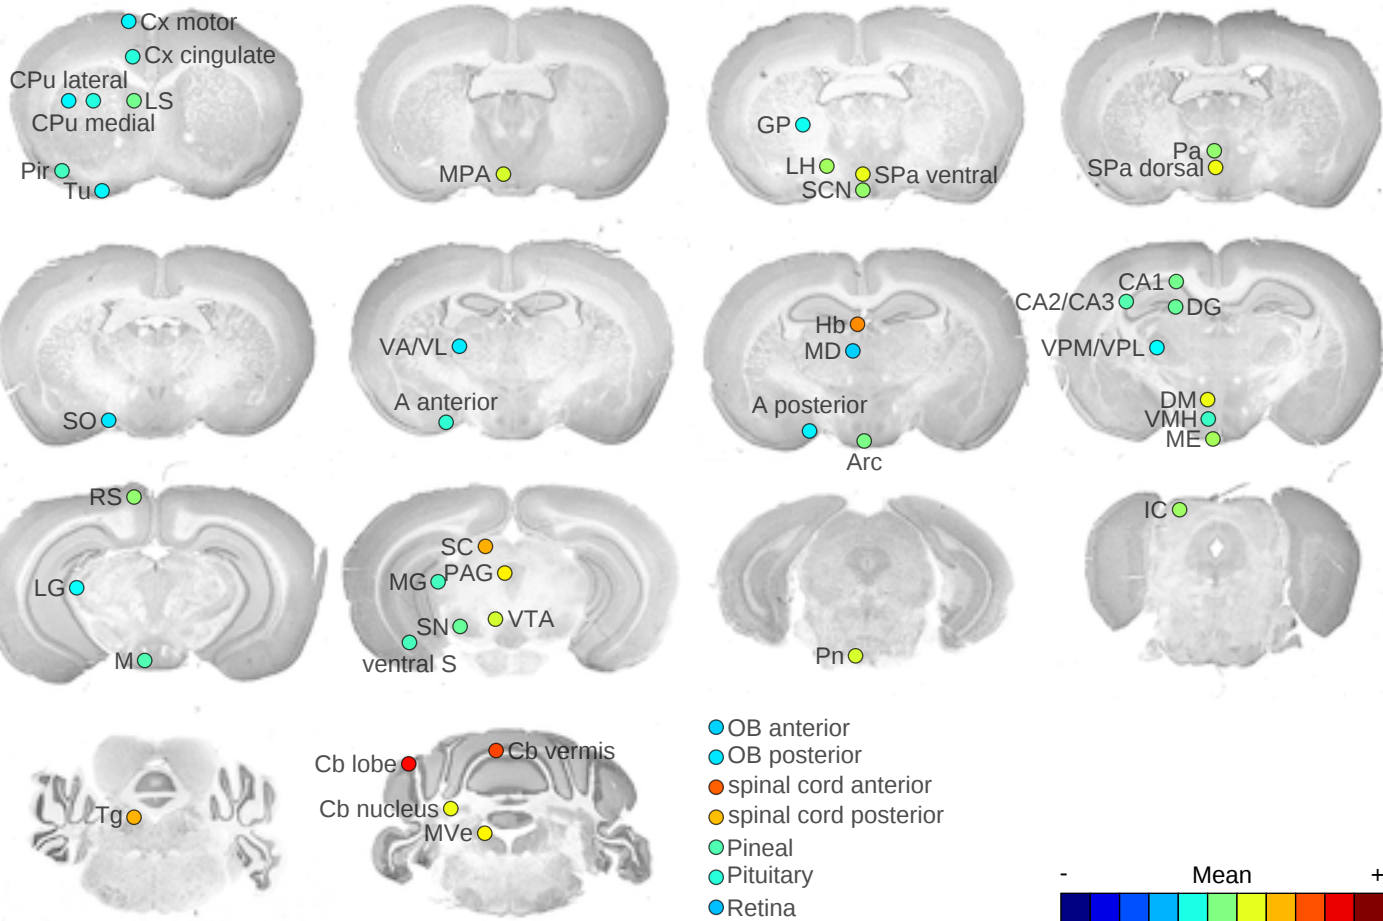 Cx motor
Cx cingulate
CPu lateral
LS
CPu medial
Pir
Tu
MPA
GP
LH
SPa ventral
SCN
Pa
SPa dorsal
SO
VA/VL
A anterior
Hb
MD
A posterior
Arc
CA1
CA2/CA3
DG
VPM/VPL
DM
VMH
ME
RS
LG
M
SC
PAG
MG
VTA
SN
ventral S
Pn
IC
Tg
Cb lobe
Cb vermis
Cb nucleus
MVe
OB anterior
OB posterior
spinal cord anterior
spinal cord posterior
Pineal
Pituitary
Retina
- Mean +